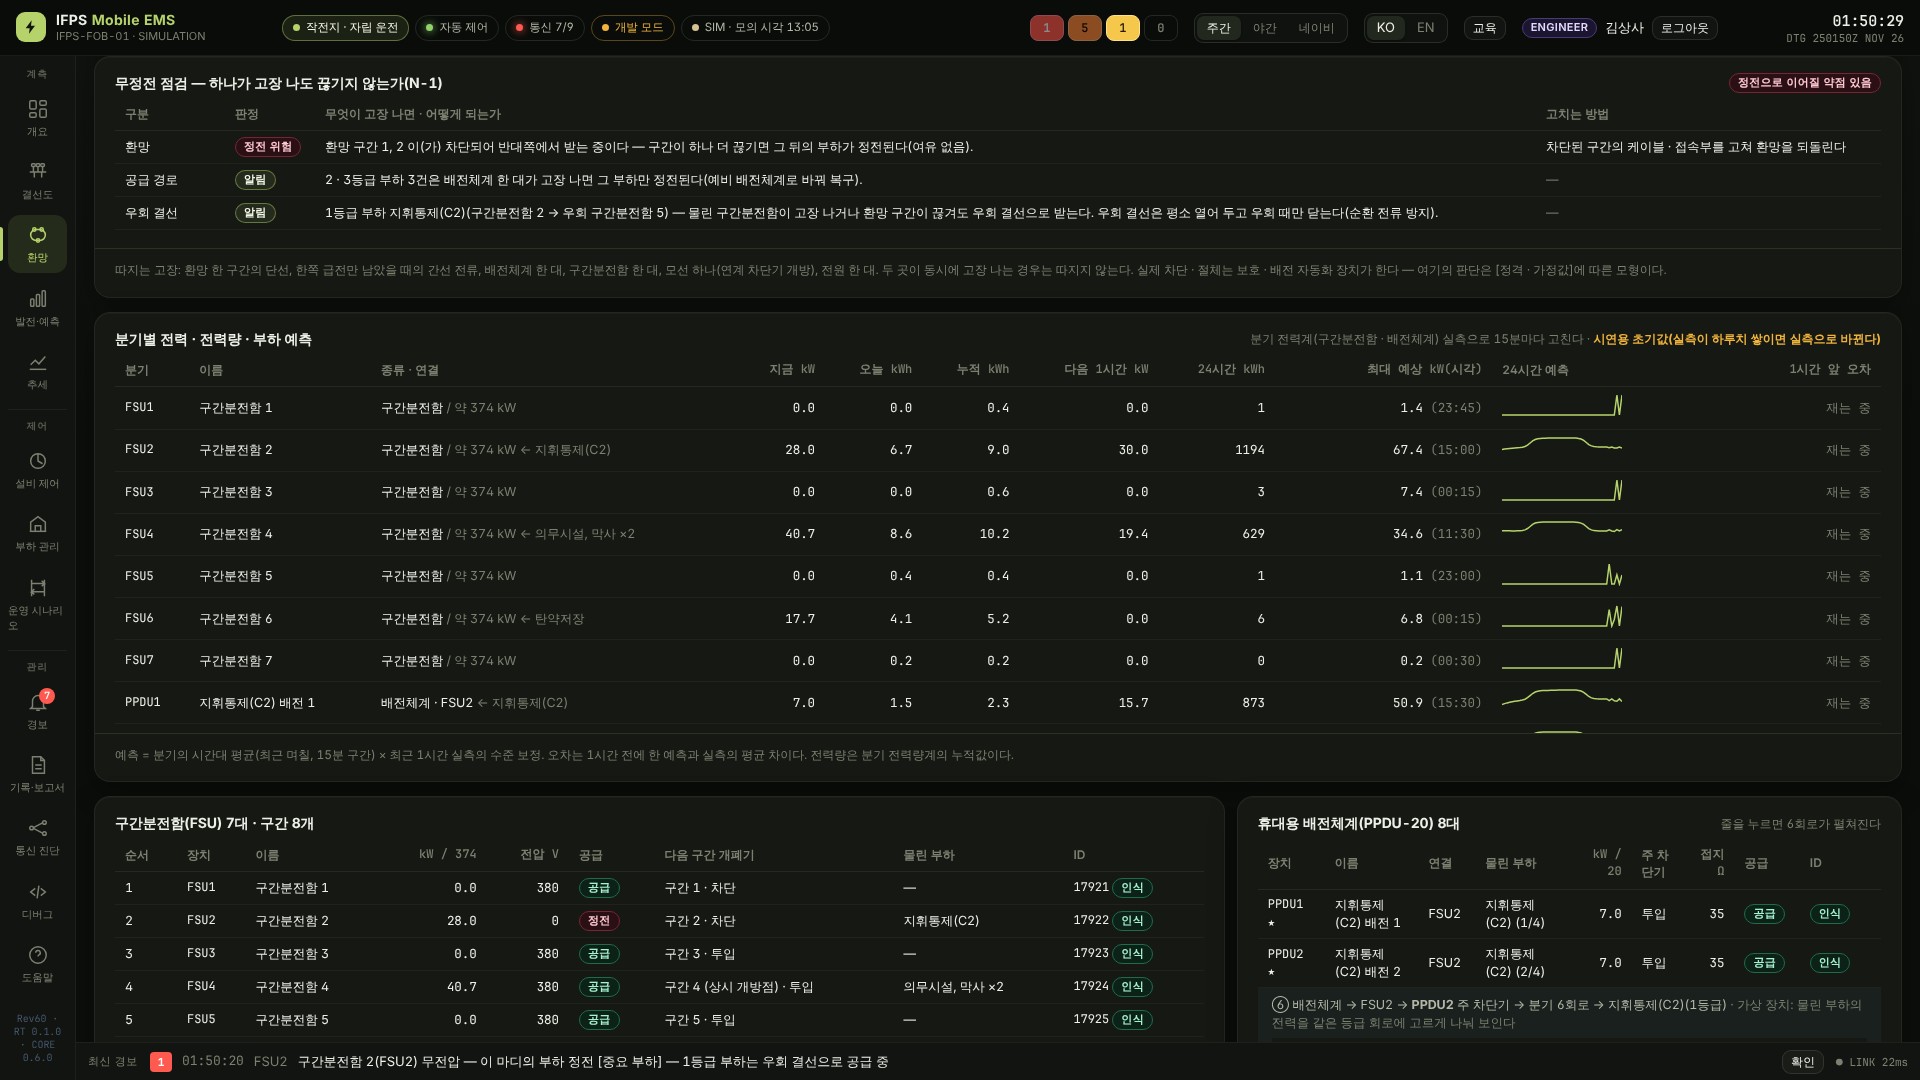 IFPS Mobile EMS
IFPS-FOB-01 · SIMULATION
작전지 · 자립 운전
자동 제어
통신 7/9
개발 모드
SIM · 모의 시각 13:05
1 5 1 0
주간 야간 네이비
KO EN
교육
ENGINEER 김상사 로그아웃
01:50:29
DTG 250150Z NOV 26
계측
개요
결선도
환망
발전·예측
추세
제어
설비 제어
부하 관리
운영 시나리
오
관리
7
경보
기록·보고서
통신 진단
디버그
도움말
Rev60 ·
RT 0.1.0
· CORE
0.6.0
무정전 점검 — 하나가 고장 나도 끊기지 않는가(N-1)
정전으로 이어질 약점 있음
구분 판정 무엇이 고장 나면 · 어떻게 되는가 고치는 방법
환망 정전 위험 환망 구간 1, 2 이(가) 차단되어 반대쪽에서 받는 중이다 — 구간이 하나 더 끊기면 그 뒤의 부하가 정전된다(여유 없음). 차단된 구간의 케이블 · 접속부를 고쳐 환망을 되돌린다
공급 경로 알림 2 · 3등급 부하 3건은 배전체계 한 대가 고장 나면 그 부하만 정전된다(예비 배전체계로 바꿔 복구). —
우회 결선 알림 1등급 부하 지휘통제(C2)(구간분전함 2 → 우회 구간분전함 5) — 물린 구간분전함이 고장 나거나 환망 구간이 끊겨도 우회 결선으로 받는다. 우회 결선은 평소 열어 두고 우회 때만 닫는다(순환 전류 방지). —
따지는 고장: 환망 한 구간의 단선, 한쪽 급전만 남았을 때의 간선 전류, 배전체계 한 대, 구간분전함 한 대, 모선 하나(연계 차단기 개방), 전원 한 대. 두 곳이 동시에 고장 나는 경우는 따지지 않는다. 실제 차단 · 절체는 보호 · 배전 자동화 장치가 한다 — 여기의 판단은 [정격 · 가정값]에 따른 모형이다.
분기별 전력 · 전력량 · 부하 예측
분기 전력계(구간분전함 · 배전체계) 실측으로 15분마다 고친다 · 시연용 초기값(실측이 하루치 쌓이면 실측으로 바뀐다)
분기 이름 종류 · 연결 지금 kW 오늘 kWh 누적 kWh 다음 1시간 kW 24시간 kWh 최대 예상 kW(시각) 24시간 예측 1시간 앞 오차
FSU1 구간분전함 1 구간분전함 / 약 374 kW 0.0 0.0 0.4 0.0 1 1.4 (23:45) 재는 중
FSU2 구간분전함 2 구간분전함 / 약 374 kW ← 지휘통제(C2) 28.0 6.7 9.0 30.0 1194 67.4 (15:00) 재는 중
FSU3 구간분전함 3 구간분전함 / 약 374 kW 0.0 0.0 0.6 0.0 3 7.4 (00:15) 재는 중
FSU4 구간분전함 4 구간분전함 / 약 374 kW ← 의무시설, 막사 ×2 40.7 8.6 10.2 19.4 629 34.6 (11:30) 재는 중
FSU5 구간분전함 5 구간분전함 / 약 374 kW 0.0 0.4 0.4 0.0 1 1.1 (23:00) 재는 중
FSU6 구간분전함 6 구간분전함 / 약 374 kW ← 탄약저장 17.7 4.1 5.2 0.0 6 6.8 (00:15) 재는 중
FSU7 구간분전함 7 구간분전함 / 약 374 kW 0.0 0.2 0.2 0.0 0 0.2 (00:30) 재는 중
PPDU1 지휘통제(C2) 배전 1 배전체계 · FSU2 ← 지휘통제(C2) 7.0 1.5 2.3 15.7 873 50.9 (15:30) 재는 중
예측 = 분기의 시간대 평균(최근 며칠, 15분 구간) × 최근 1시간 실측의 수준 보정. 오차는 1시간 전에 한 예측과 실측의 평균 차이다. 전력량은 분기 전력량계의 누적값이다.
구간분전함(FSU) 7대 · 구간 8개
순서 장치 이름 kW / 374 전압 V 공급 다음 구간 개폐기 물린 부하 ID
1 FSU1 구간분전함 1 0.0 380 공급 구간 1 · 차단 — 17921 인식
2 FSU2 구간분전함 2 28.0 0 정전 구간 2 · 차단 지휘통제(C2) 17922 인식
3 FSU3 구간분전함 3 0.0 380 공급 구간 3 · 투입 — 17923 인식
4 FSU4 구간분전함 4 40.7 380 공급 구간 4 (상시 개방점) · 투입 의무시설, 막사 ×2 17924 인식
5 FSU5 구간분전함 5 0.0 380 공급 구간 5 · 투입 — 17925 인식
휴대용 배전체계(PPDU-20) 8대
줄을 누르면 6회로가 펼쳐진다
장치 이름 연결 물린 부하 kW / 20 주 차단기 접지 Ω 공급 ID
PPDU1 ★ 지휘통제(C2) 배전 1 FSU2 지휘통제(C2) (1/4) 7.0 투입 35 공급 인식
PPDU2 ★ 지휘통제(C2) 배전 2 FSU2 지휘통제(C2) (2/4) 7.0 투입 35 공급 인식
⑥ 배전체계 → FSU2 → PPDU2 주 차단기 → 분기 6회로 → 지휘통제(C2)(1등급) · 가상 장치: 물린 부하의
전력을 같은 등급 회로에 고르게 나눠 보인다
최신 경보 1 01:50:20 FSU2 구간분전함 2(FSU2) 무전압 — 이 마디의 부하 정전 [중요 부하] — 1등급 부하는 우회 결선으로 공급 중
확인
LINK 22ms